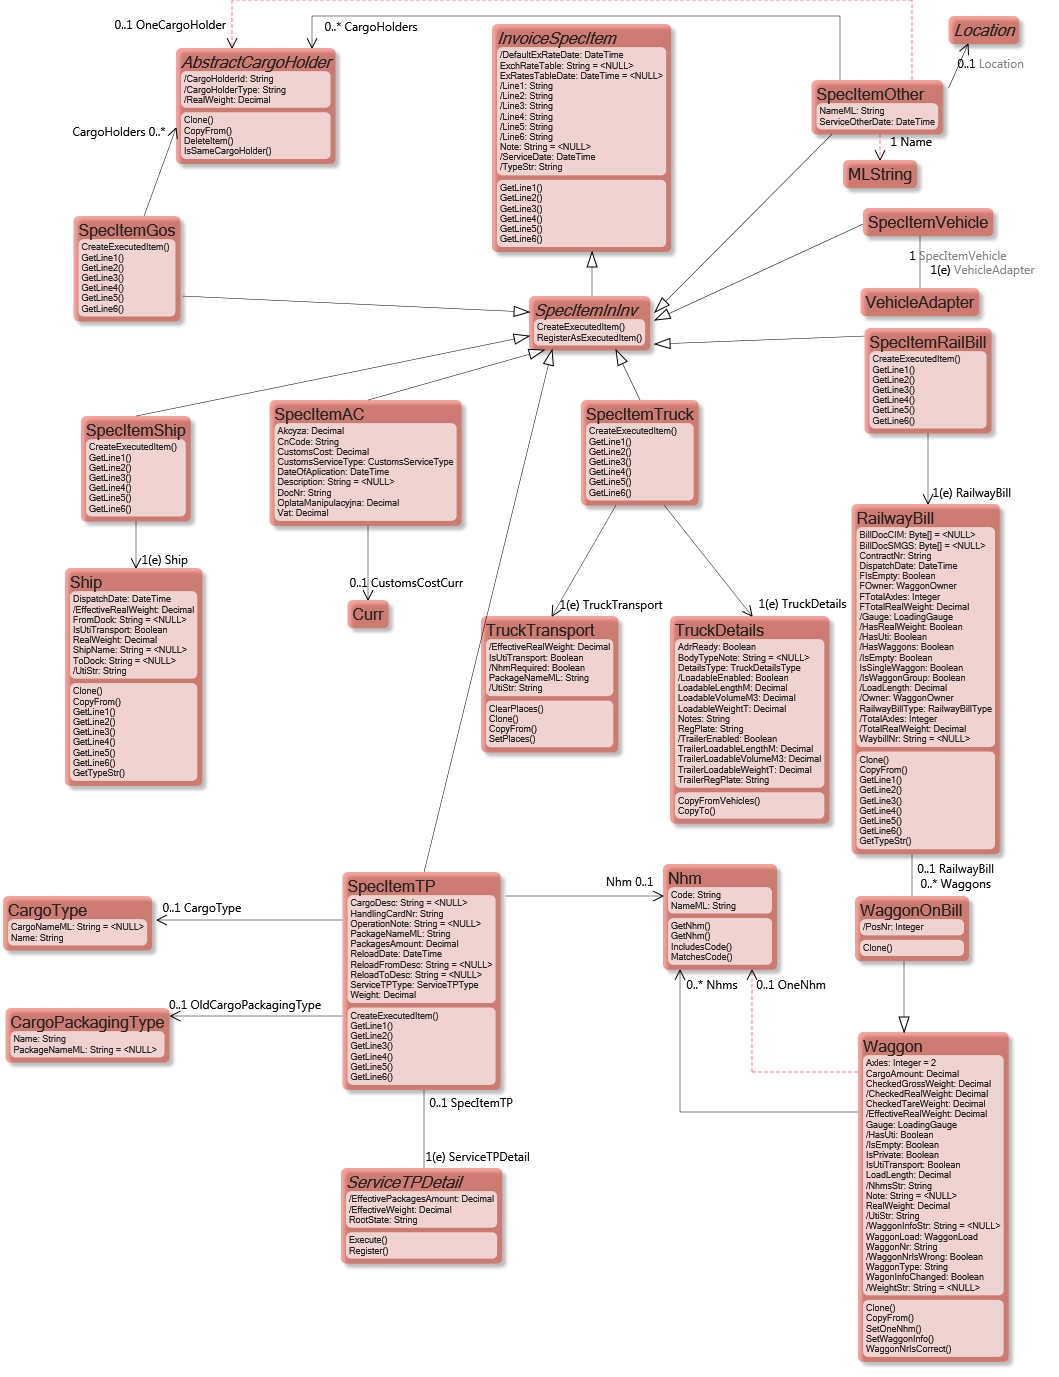 0..1 OneCargoHolder
0..* CargoHolders
AbstractCargoHolder
/CargoHolderId: String
/CargoHolderType: String
/RealWeight: Decimal
Clone()
CopyFrom()
DeleteItem()
IsSameCargoHolder()
CargoHolders 0..*
InvoiceSpecItem
/DefaultExRateDate: DateTime
ExchRateTable: String = <NULL>
ExRatesTableDate: DateTime = <NULL>
/Line1: String
/Line2: String
/Line3: String
/Line4: String
/Line5: String
/Line6: String
Note: String = <NULL>
/ServiceDate: DateTime
/TypeStr: String
GetLine1()
GetLine2()
GetLine3()
GetLine4()
GetLine5()
GetLine6()
Location
0..1 Location
SpecItemOther
NameML: String
ServiceOtherDate: DateTime
1 Name
MLString
SpecItemGos
CreateExecutedItem()
GetLine1()
GetLine2()
GetLine3()
GetLine4()
GetLine5()
GetLine6()
SpecItemVehicle
1 SpecItemVehicle
1(e) VehicleAdapter
VehicleAdapter
SpecItemInInv
CreateExecutedItem()
RegisterAsExecutedItem()
SpecItemRailBill
CreateExecutedItem()
GetLine1()
GetLine2()
GetLine3()
GetLine4()
GetLine5()
GetLine6()
SpecItemShip
CreateExecutedItem()
GetLine1()
GetLine2()
GetLine3()
GetLine4()
GetLine5()
GetLine6()
SpecItemAC
Akcyza: Decimal
CnCode: String
CustomsCost: Decimal
CustomsServiceType: CustomsServiceType
DateOfAplication: DateTime
Description: String = <NULL>
DocNr: String
OplataManipulacyjna: Decimal
Vat: Decimal
SpecItemTruck
CreateExecutedItem()
GetLine1()
GetLine2()
GetLine3()
GetLine4()
GetLine5()
GetLine6()
1(e) RailwayBill
1(e) Ship
0..1 CustomsCostCurr
Curr
1(e) TruckTransport
1(e) TruckDetails
Ship
DispatchDate: DateTime
/EffectiveRealWeight: Decimal
FromDock: String = <NULL>
IsUtiTransport: Boolean
RealWeight: Decimal
ShipName: String = <NULL>
ToDock: String = <NULL>
/UtiStr: String
Clone()
CopyFrom()
GetLine1()
GetLine2()
GetLine3()
GetLine4()
GetLine5()
GetLine6()
GetTypeStr()
TruckTransport
/EffectiveRealWeight: Decimal
IsUtiTransport: Boolean
/NhmRequired: Boolean
PackageNameML: String
/UtiStr: String
ClearPlaces()
Clone()
CopyFrom()
SetPlaces()
TruckDetails
AdrReady: Boolean
BodyTypeNote: String = <NULL>
DetailsType: TruckDetailsType
/LoadableEnabled: Boolean
LoadableLengthM: Decimal
LoadableVolumeM3: Decimal
LoadableWeightT: Decimal
Notes: String
RegPlate: String
/TrailerEnabled: Boolean
TrailerLoadableLengthM: Decimal
TrailerLoadableVolumeM3: Decimal
TrailerLoadableWeightT: Decimal
TrailerRegPlate: String
CopyFromVehicles()
CopyTo()
RailwayBill
BillDocCIM: Byte[] = <NULL>
BillDocSMGS: Byte[] = <NULL>
ContractNr: String
DispatchDate: DateTime
FIsEmpty: Boolean
FOwner: WaggonOwner
FTotalAxles: Integer
FTotalRealWeight: Decimal
/Gauge: LoadingGauge
/HasRealWeight: Boolean
/HasUti: Boolean
/HasWaggons: Boolean
/IsEmpty: Boolean
IsSingleWaggon: Boolean
/IsWaggonGroup: Boolean
/LoadLength: Decimal
/Owner: WaggonOwner
RailwayBillType: RailwayBillType
/TotalAxles: Integer
/TotalRealWeight: Decimal
WaybillNr: String = <NULL>
Clone()
CopyFrom()
GetLine1()
GetLine2()
GetLine3()
GetLine4()
GetLine5()
GetLine6()
GetTypeStr()
0..1 RailwayBill
0..* Waggons
WaggonOnBill
/PosNr: Integer
Clone()
SpecItemTP
CargoDesc: String = <NULL>
HandlingCardNr: String
OperationNote: String = <NULL>
PackageNameML: String
PackagesAmount: Decimal
ReloadDate: DateTime
ReloadFromDesc: String = <NULL>
ReloadToDesc: String = <NULL>
ServiceTPType: ServiceTPType
Weight: Decimal
CreateExecutedItem()
GetLine1()
GetLine2()
GetLine3()
GetLine4()
GetLine5()
GetLine6()
Nhm 0..1
Nhm
Code: String
NameML: String
GetNhm()
GetNhm()
IncludesCode()
MatchesCode()
0..* Nhms
0..1 OneNhm
CargoType
CargoNameML: String = <NULL>
Name: String
0..1 CargoType
0..1 OldCargoPackagingType
CargoPackagingType
Name: String
PackageNameML: String = <NULL>
0..1 SpecItemTP
1(e) ServiceTPDetail
ServiceTPDetail
/EffectivePackagesAmount: Decimal
/EffectiveWeight: Decimal
RootState: String
Execute()
Register()
Waggon
Axles: Integer = 2
CargoAmount: Decimal
CheckedGrossWeight: Decimal
/CheckedRealWeight: Decimal
CheckedTareWeight: Decimal
/EffectiveRealWeight: Decimal
Gauge: LoadingGauge
/HasUti: Boolean
/IsEmpty: Boolean
IsPrivate: Boolean
IsUtiTransport: Boolean
LoadLength: Decimal
/NhmsStr: String
Note: String = <NULL>
RealWeight: Decimal
/UtiStr: String
/WaggonInfoStr: String = <NULL>
WaggonLoad: WaggonLoad
WaggonNr: String
/WaggonNrIsWrong: Boolean
WaggonType: String
WagonInfoChanged: Boolean
/WeightStr: String = <NULL>
Clone()
CopyFrom()
SetOneNhm()
SetWaggonInfo()
WaggonNrIsCorrect()